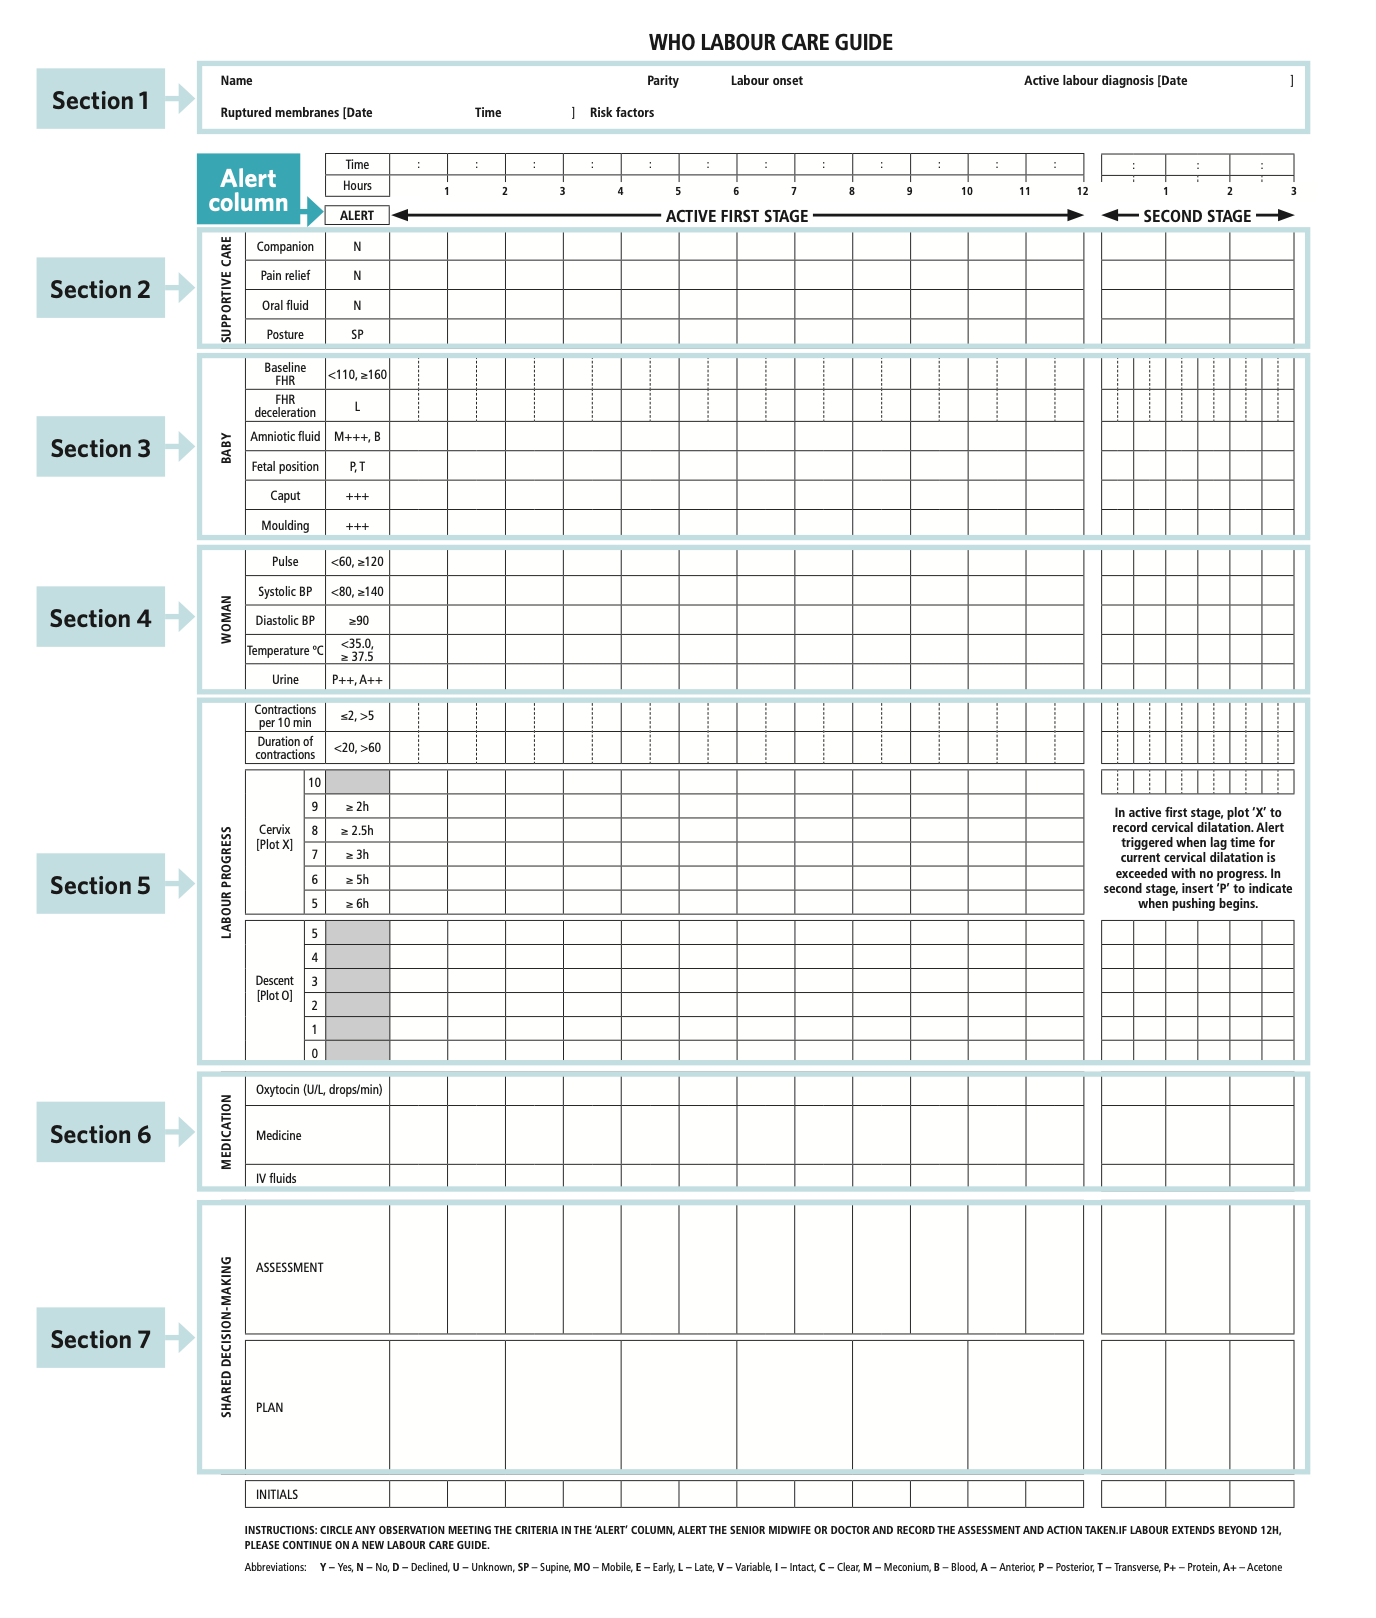 WHO LABOUR CARE GUIDE
Section 1
Name Parity Labour onset Active labour diagnosis [Date ]
Ruptured membranes [Date Time ] Risk factors
Alert column
Time : : : : : : : : : : : : : : :
Hours 1 2 3 4 5 6 7 8 9 10 11 12 1 2 3
ALERT ACTIVE FIRST STAGE SECOND STAGE
Section 2
SUPPORTIVE CARE
Companion N
Pain relief N
Oral fluid N
Posture SP
Section 3
BABY
Baseline
FHR <110, ≥160
FHR
deceleration L
Amniotic fluid M+++, B
Fetal position P, T
Caput +++
Moulding +++
Section 4
WOMAN
Pulse <60, ≥120
Systolic BP <80, ≥140
Diastolic BP ≥90
Temperature ºC <35.0,
≥ 37.5
Urine P++, A++
Section 5
LABOUR PROGRESS
Contractions
per 10 min ≤2, >5
Duration of
contractions <20, >60
Cervix
[Plot X]
10
9 ≥ 2h
8 ≥ 2.5h
7 ≥ 3h
6 ≥ 5h
5 ≥ 6h
In active first stage, plot ‘X’ to
record cervical dilatation. Alert
triggered when lag time for
current cervical dilatation is
exceeded with no progress. In
second stage, insert ‘P’ to indicate
when pushing begins.
Descent
[Plot O]
5
4
3
2
1
0
Section 6
MEDICATION
Oxytocin (U/L, drops/min)
Medicine
IV fluids
Section 7
SHARED DECISION-MAKING
ASSESSMENT
PLAN
INITIALS
INSTRUCTIONS: CIRCLE ANY OBSERVATION MEETING THE CRITERIA IN THE ‘ALERT’ COLUMN, ALERT THE SENIOR MIDWIFE OR DOCTOR AND RECORD THE ASSESSMENT AND ACTION TAKEN.IF LABOUR EXTENDS BEYOND 12H,
PLEASE CONTINUE ON A NEW LABOUR CARE GUIDE.
Abbreviations: Y – Yes, N – No, D – Declined, U – Unknown, SP – Supine, MO – Mobile, E – Early, L – Late, V – Variable, I – Intact, C – Clear, M – Meconium, B – Blood, A – Anterior, P – Posterior, T – Transverse, P+ – Protein, A+ – Acetone